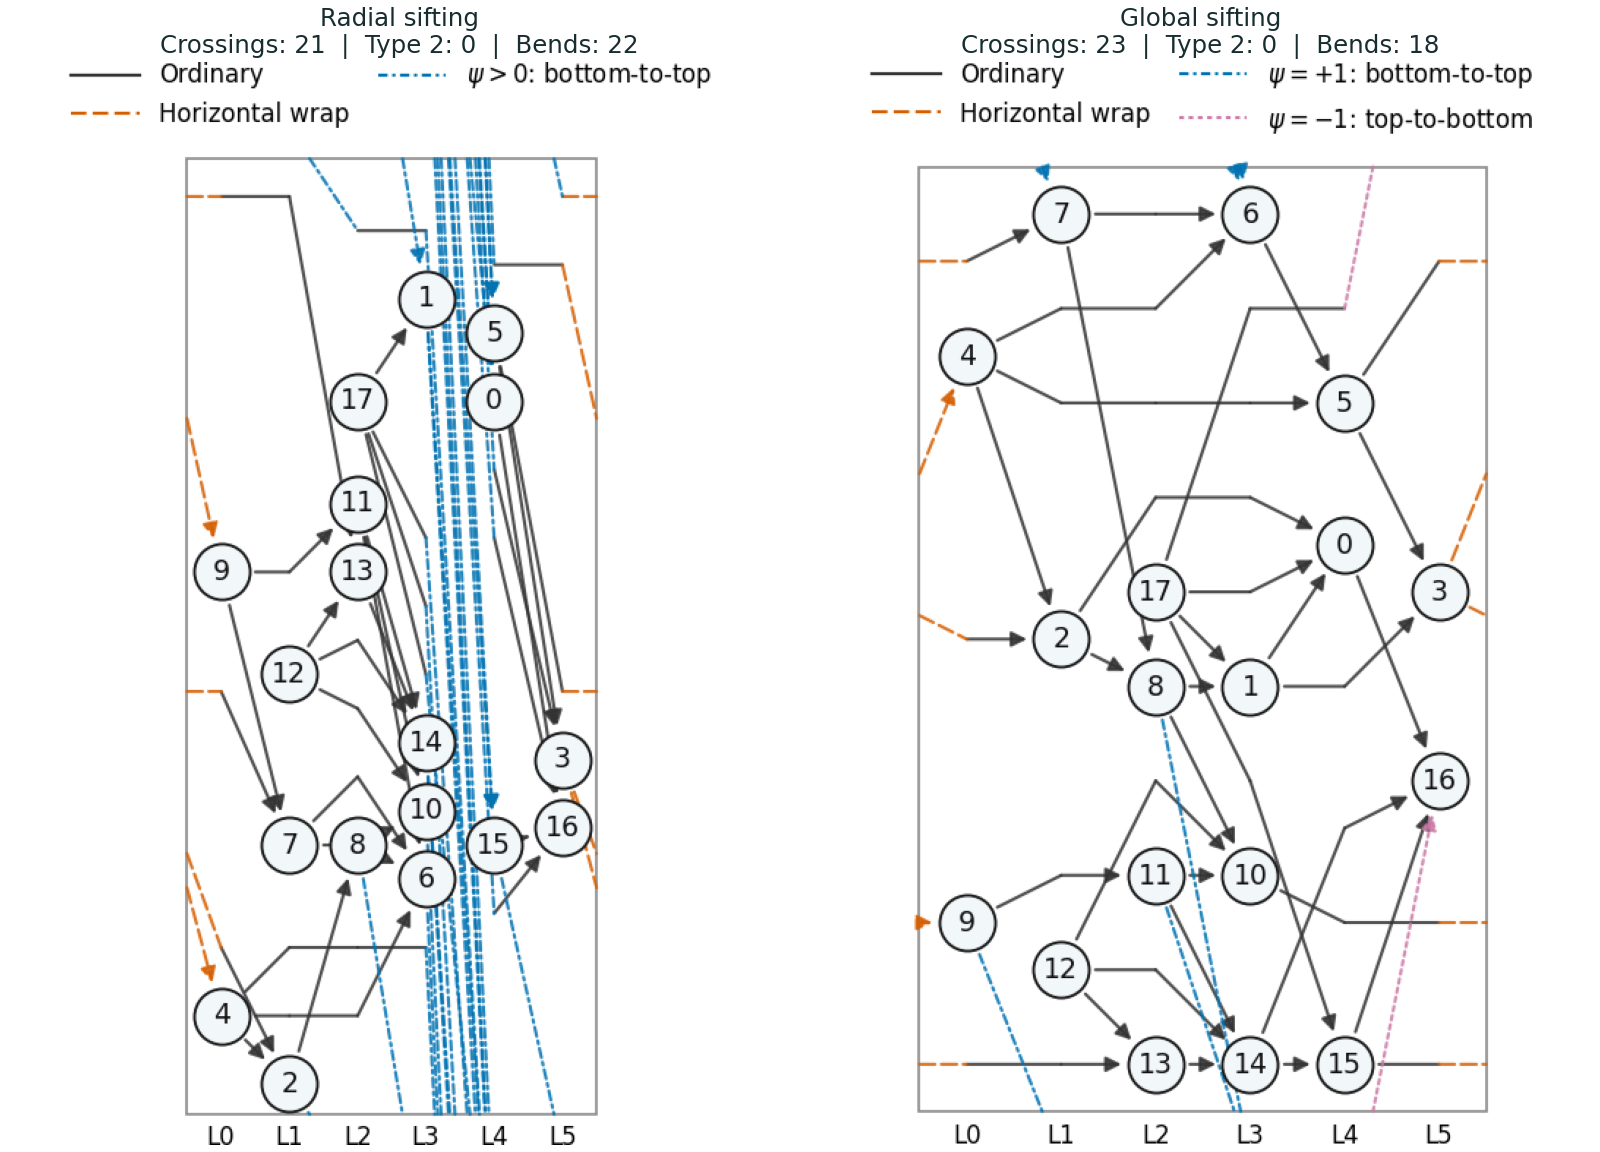 Radial sifting
Crossings: 21 | Type 2: 0 | Bends: 22
Ordinary
ψ > 0: bottom-to-top
Horizontal wrap
1
5
17
0
11
9
13
12
14
3
10
16
7
8
15
6
4
2
L0 L1 L2 L3 L4 L5
Global sifting
Crossings: 23 | Type 2: 0 | Bends: 18
Ordinary
ψ = +1: bottom-to-top
Horizontal wrap
ψ = −1: top-to-bottom
7
6
4
5
0
17
3
2
8
1
16
11
10
9
12
13
14
15
L0 L1 L2 L3 L4 L5